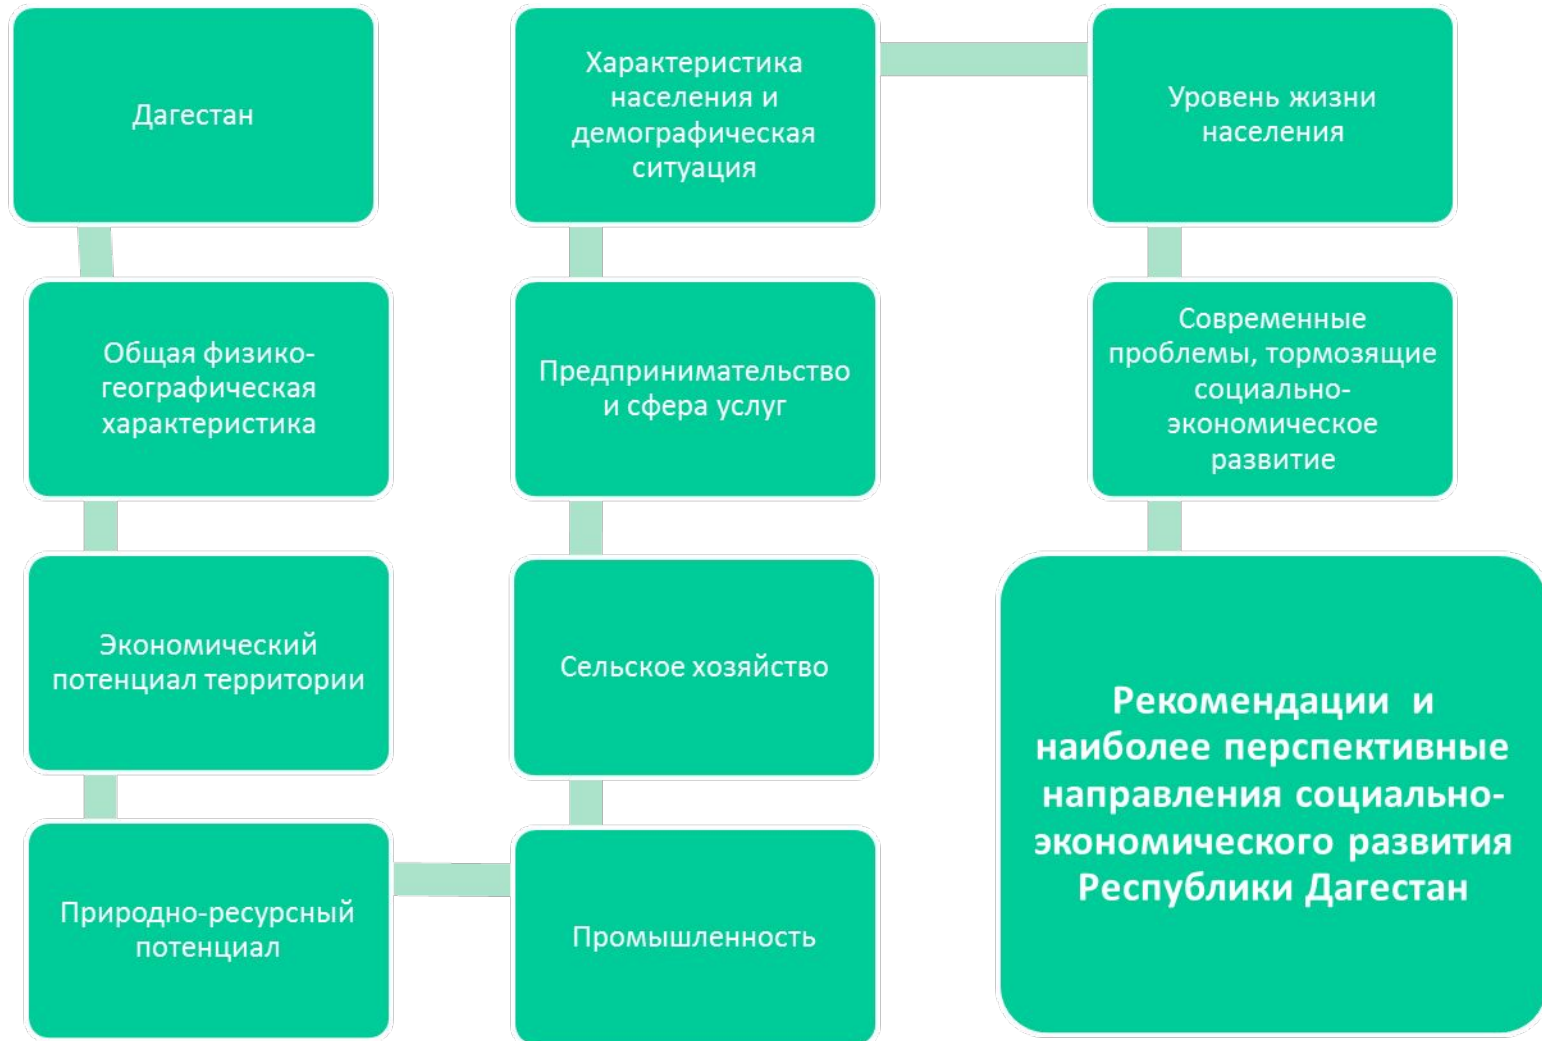 Дагестан
Общая физико-
географическая
характеристика
Экономический
потенциал территории
Природно-ресурсный
потенциал
Промышленность
Сельское хозяйство
Предпринимательство
и сфера услуг
Характеристика
населения и
демографическая
ситуация
Уровень жизни
населения
Современные
проблемы, тормозящие
социально-
экономическое
развитие
Рекомендации и
наиболее перспективные
направления социально-
экономического развития
Республики Дагестан